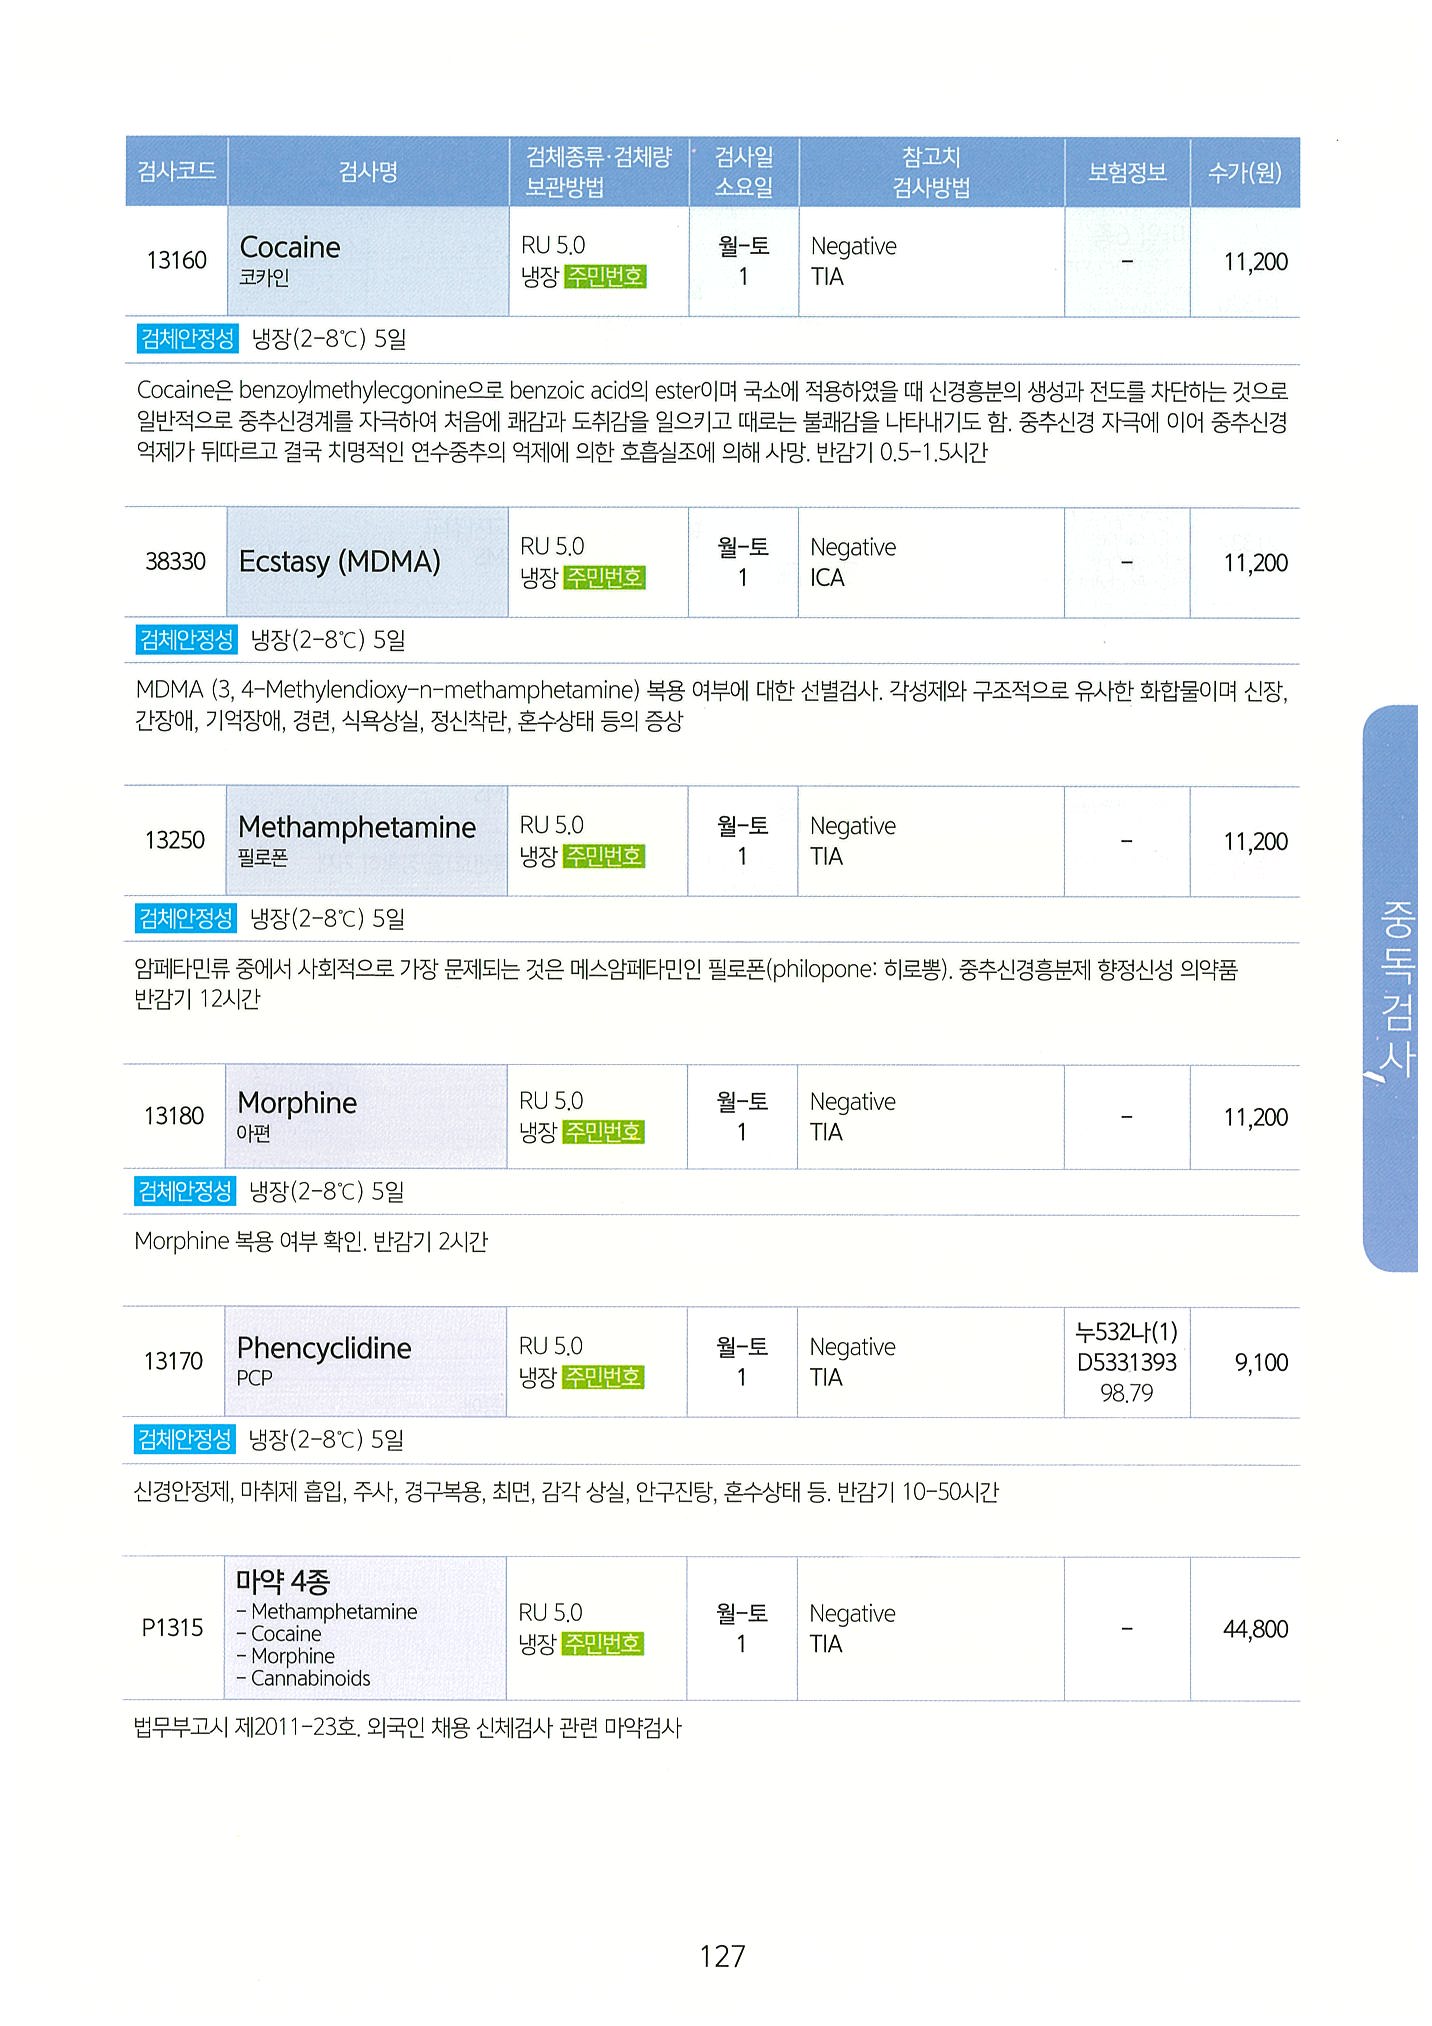 검사코드 검사명 검체종류·검체량 보관방법 검사일 소요일 참고치 검사방법 보험정보 수가(원)
13160 Cocaine 코카인 RU 5.0 냉장 주민번호 월-토 1 Negative TIA - 11,200
검체안정성 냉장(2-8℃) 5일
Cocaine은 benzoylmethylecgonine으로 benzoic acid의 ester이며 국소에 적용하였을 때 신경흥분의 생성과 전도를 차단하는 것으로
일반적으로 중추신경계를 자극하여 처음에 쾌감과 도취감을 일으키고 때로는 불쾌감을 나타내기도 함. 중추신경 자극에 이어 중추신경
억제가 뒤따르고 결국 치명적인 연수중추의 억제에 의한 호흡실조에 의해 사망. 반감기 0.5-1.5시간
38330 Ecstasy (MDMA) RU 5.0 냉장 주민번호 월-토 1 Negative ICA - 11,200
검체안정성 냉장(2-8℃) 5일
MDMA (3, 4-Methylendioxy-n-methamphetamine) 복용 여부에 대한 선별검사. 각성제와 구조적으로 유사한 화합물이며 신장,
간장애, 기억장애, 경련, 식욕상실, 정신착란, 혼수상태 등의 증상
13250 Methamphetamine 필로폰 RU 5.0 냉장 주민번호 월-토 1 Negative TIA - 11,200
검체안정성 냉장(2-8℃) 5일
암페타민류 중에서 사회적으로 가장 문제되는 것은 메스암페타민인 필로폰(philopone: 히로뽕). 중추신경흥분제 향정신성 의약품
반감기 12시간
13180 Morphine 아편 RU 5.0 냉장 주민번호 월-토 1 Negative TIA - 11,200
검체안정성 냉장(2-8℃) 5일
Morphine 복용 여부 확인. 반감기 2시간
13170 Phencyclidine PCP RU 5.0 냉장 주민번호 월-토 1 Negative TIA 누532나(1) D5331393 98.79 9,100
검체안정성 냉장(2-8℃) 5일
신경안정제, 마취제 흡입, 주사, 경구복용, 최면, 감각 상실, 안구진탕, 혼수상태 등. 반감기 10-50시간
P1315 마약 4종 RU 5.0 냉장 주민번호 월-토 1 Negative TIA - 44,800
- Methamphetamine
- Cocaine
- Morphine
- Cannabinoids
법무부고시 제2011-23호. 외국인 채용 신체검사 관련 마약검사
중독검사
127